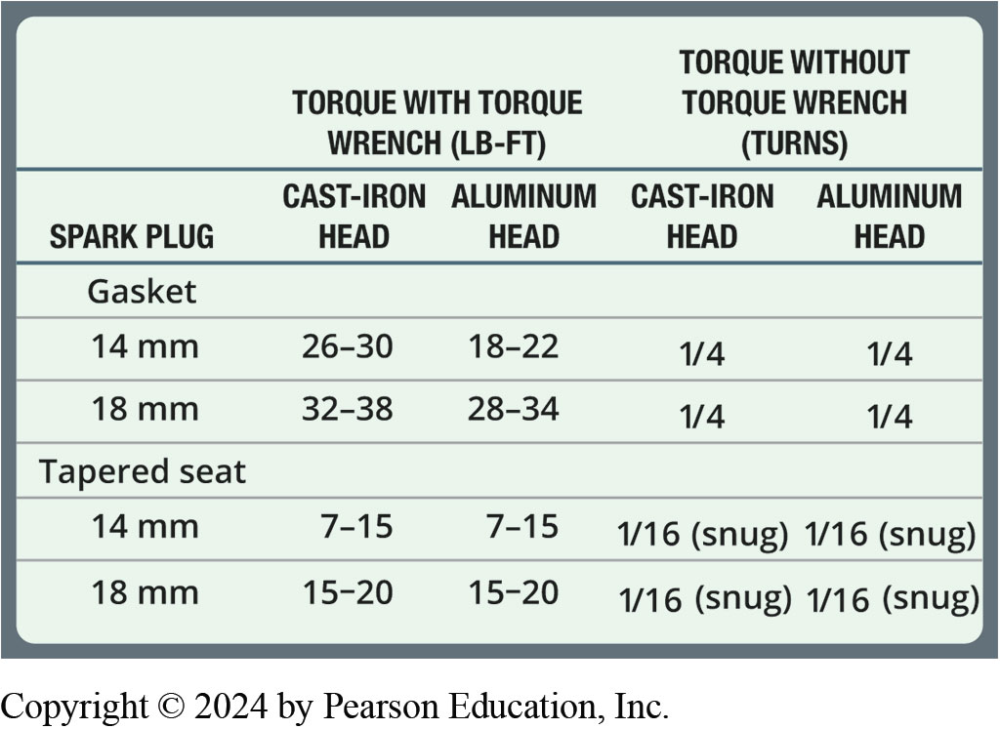 TORQUE WITH TORQUE WRENCH (LB-FT) TORQUE WITHOUT TORQUE WRENCH (TURNS)
SPARK PLUG CAST-IRON HEAD ALUMINUM HEAD CAST-IRON HEAD ALUMINUM HEAD
Gasket
14 mm 26–30 18–22 1/4 1/4
18 mm 32–38 28–34 1/4 1/4
Tapered seat
14 mm 7–15 7–15 1/16 (snug) 1/16 (snug)
18 mm 15–20 15–20 1/16 (snug) 1/16 (snug)
Copyright © 2024 by Pearson Education, Inc.